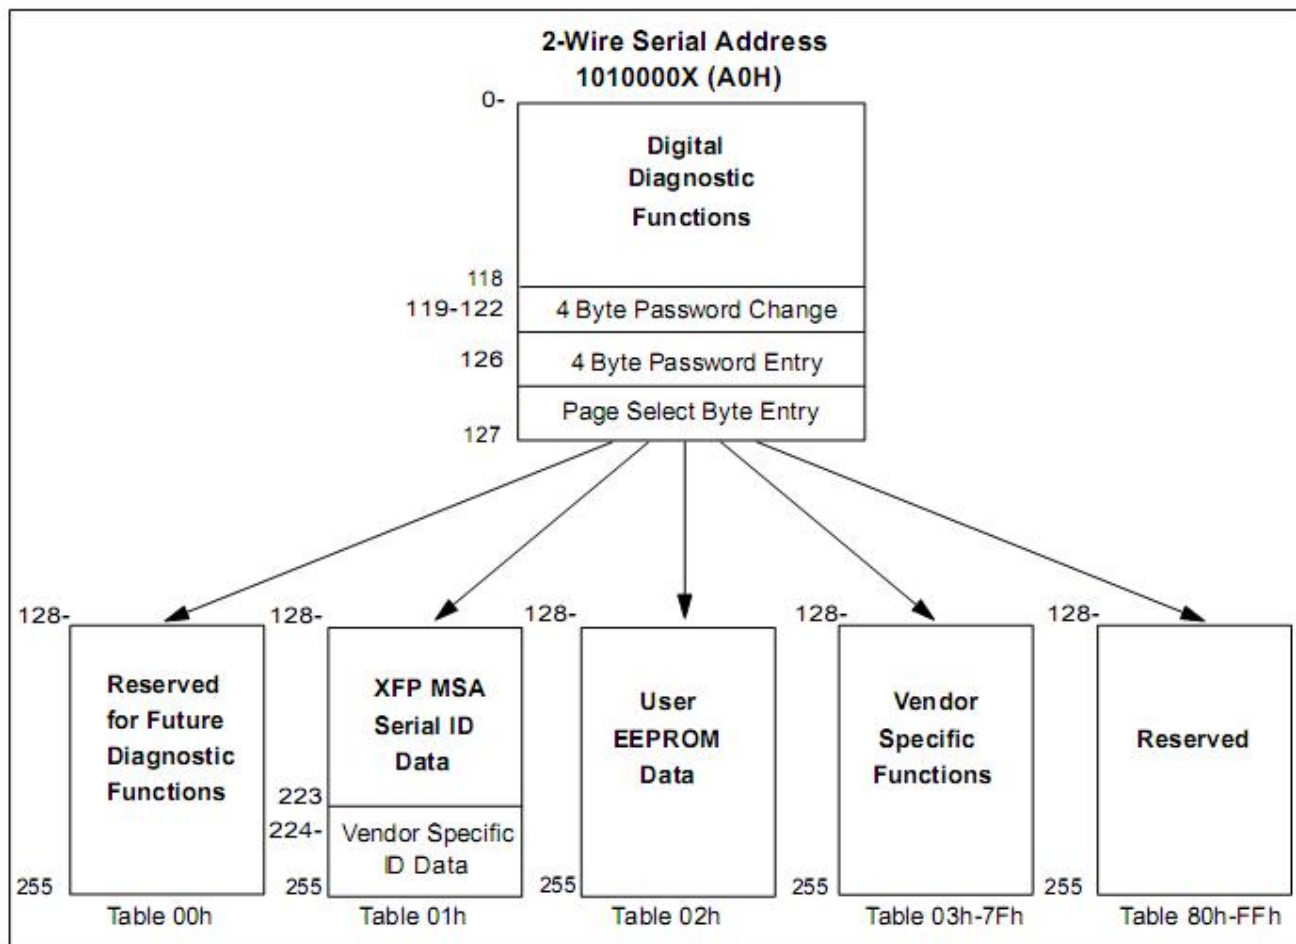 2-Wire Serial Address
1010000X (A0H)
0-
Digital
Diagnostic
Functions
118
119-122
4 Byte Password Change
126
4 Byte Password Entry
Page Select Byte Entry
127
128-
Reserved
for Future
Diagnostic
Functions
255
Table 00h
128-
XFP MSA
Serial ID
Data
223
224-
Vendor Specific
ID Data
255
Table 01h
128-
User
EEPROM
Data
255
Table 02h
128-
Vendor
Specific
Functions
255
Table 03h-7Fh
128-
Reserved
255
Table 80h-FFh